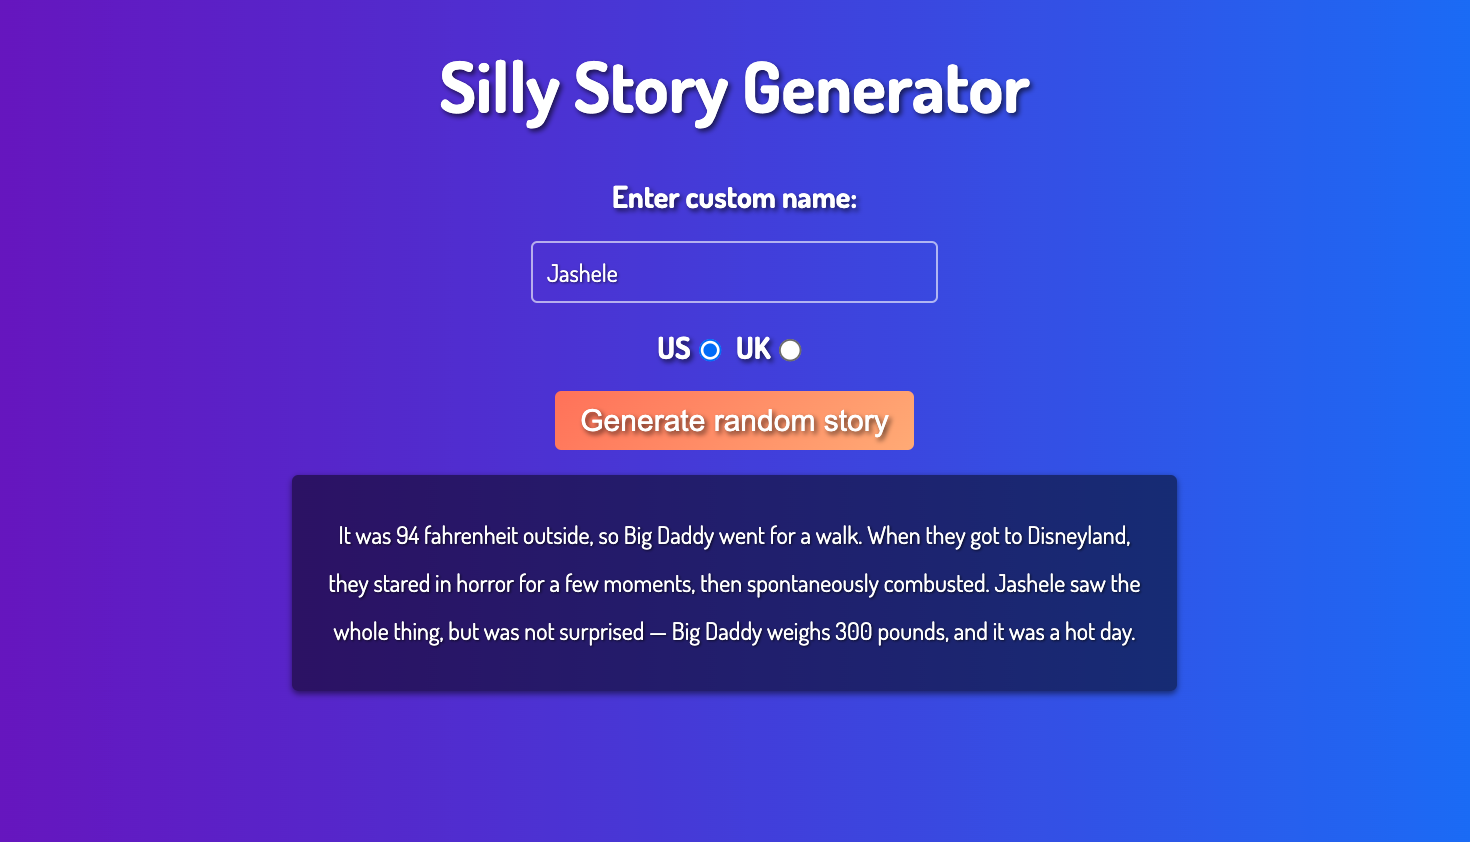 Silly Story Generator
Enter custom name:
Jashele
US UK
Generate random story
It was 94 fahrenheit outside, so Big Daddy went for a walk. When they got to Disneyland,
they stared in horror for a few moments, then spontaneously combusted. Jashele saw the
whole thing, but was not surprised — Big Daddy weighs 300 pounds, and it was a hot day.